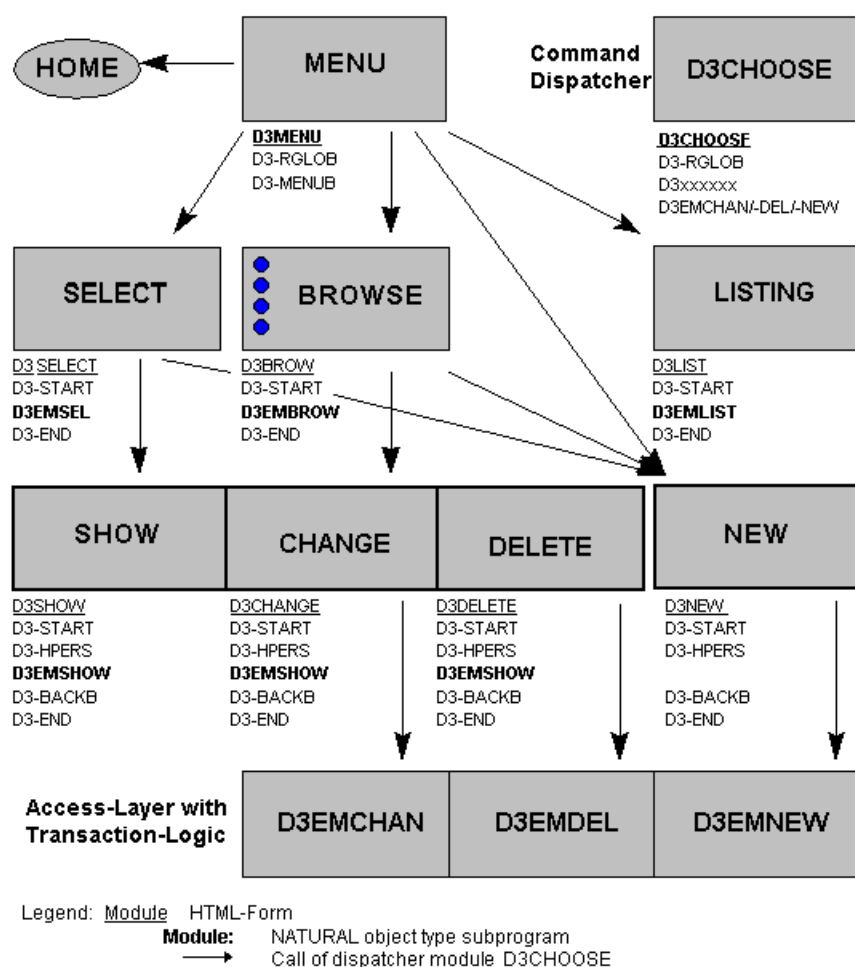 HOME
MENU
Command
Dispatcher
D3CHOOSE
D3MENU
D3-RGLOB
D3-MENUB
D3CHOOSE
D3-RGLOB
D3xxxxxx
D3EMCHAN/-DEL/-NEW
SELECT
BROWSE
LISTING
D3 SELECT
D3-START
D3EMSEL
D3-END
D3BROW
D3-START
D3EMBROW
D3-END
D3LIST
D3-START
D3EMLIST
D3-END
SHOW
CHANGE
DELETE
NEW
D3SHOW
D3-START
D3-HPERS
D3EMSHOW
D3-BACKB
D3-END
D3CHANGE
D3-START
D3-HPERS
D3EMSHOW
D3-BACKB
D3-END
D3DELETE
D3-START
D3-HPERS
D3EMSHOW
D3-BACKB
D3-END
D3NEW
D3-START
D3-HPERS
D3-BACKB
D3-END
Access-Layer with
Transaction-Logic
D3EMCHAN
D3EMDEL
D3EMNEW
Legend: Module HTML-Form
Module: NATURAL object type subprogram
Call of dispatcher module D3CHOOSE